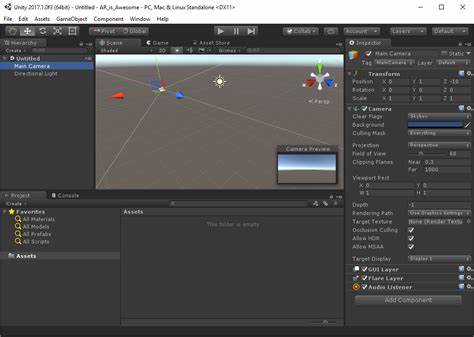 Unity 2017.1.0f3 (64bit) - Untitled - AR_is_Awesome - PC, Mac & Linux Standalone <DX11>
File Edit Assets GameObject Component Window Help
Pivot Global Collab Account Layers Layout
Hierarchy Scene Game Asset Store Inspector
Create All Shaded 2D Gizmos All
Untitled
Main Camera
Directional Light
Persp
Camera Preview
Main Camera Static
Tag MainCamera Layer Default
Transform
Position X 0 Y 1 Z -10
Rotation X 0 Y 0 Z 0
Scale X 1 Y 1 Z 1
Camera
Clear Flags Skybox
Background
Culling Mask Everything
Projection Perspective
Field of View 60
Clipping Planes Near 0.3
Far 1000
Viewport Rect
X 0 Y 0
W 1 H 1
Depth -1
Rendering Path Use Graphics Settings
Target Texture None (Render Textu
Occlusion Culling
Allow HDR
Allow MSAA
Target Display Display 1
GUI Layer
Flare Layer
Audio Listener
Add Component
Project Console
Create
Favorites
All Materials
All Models
All Prefabs
All Scripts
Assets
Assets
This folder is empty